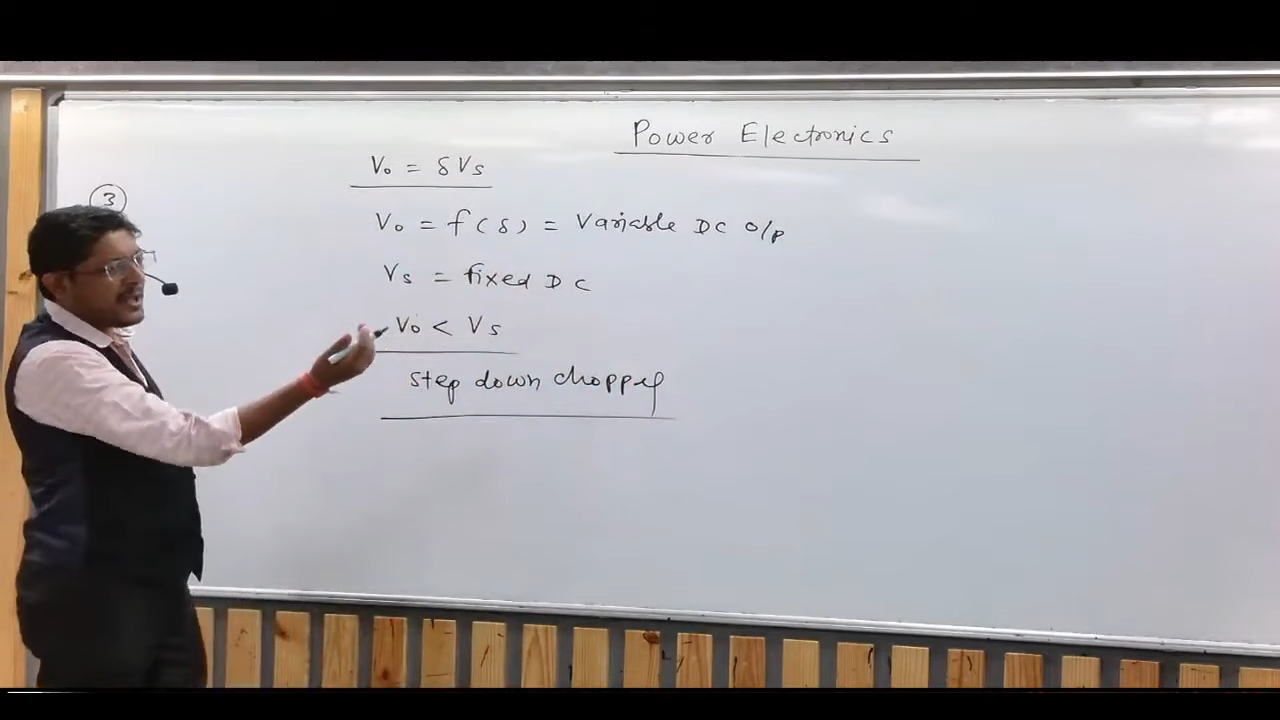 Power Electronics
V₀ = δVs
3
V₀ = f(δ) = Variable DC o/p
Vs = fixed DC
V₀ < Vs
step down chopper